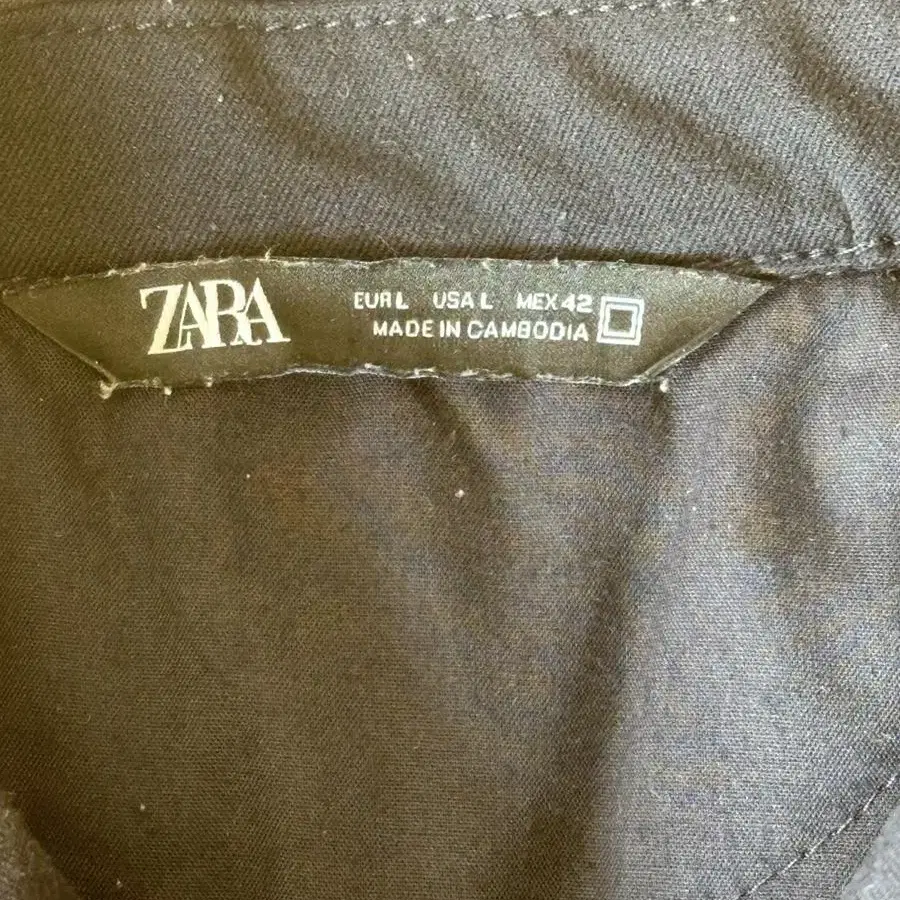 ZARA
EUR L USA L MEX 42
MADE IN CAMBODIA